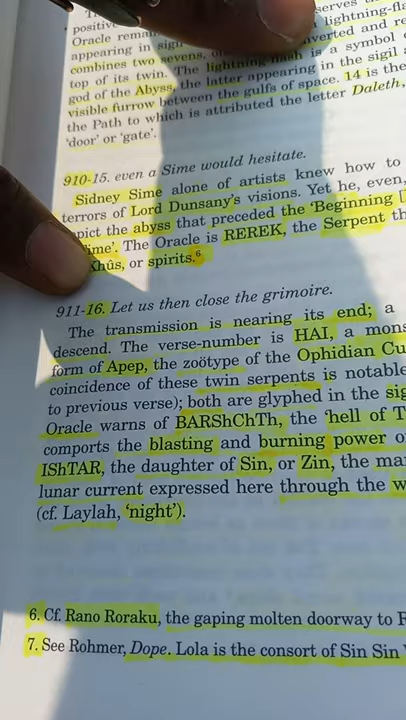 serves
positive
lightning-fla
Oracle remain
inverted and re
appearing in sigil
combines two sevens, is a symbol
top of its twin. The lightning-flash
god of the Abyss, the latter appearing in the sigil
visible furrow between the gulfs of space. 14 is the
the Path to which is attributed the letter Daleth,
'door' or 'gate'.
910-15. even a Sime would hesitate.
Sidney Sime alone of artists knew how to
terrors of Lord Dunsany's visions. Yet he, even,
pict the abyss that preceded the 'Beginning [
ime'. The Oracle is REREK, the Serpent th
Khûs, or spirits.6
911-16. Let us then close the grimoire.
The transmission is nearing its end; a
descend. The verse-number is HAI, a mons
form of Apep, the zoötype of the Ophidian Cu
coincidence of these twin serpents is notable
to previous verse); both are glyphed in the sig
Oracle warns of BARShChTh, the 'hell of T
comports the blasting and burning power o
IShTAR, the daughter of Sin, or Zin, the ma
lunar current expressed here through the w
(cf. Laylah, 'night').
6. Cf. Rano Roraku, the gaping molten doorway to F
7. See Rohmer, Dope. Lola is the consort of Sin Sin